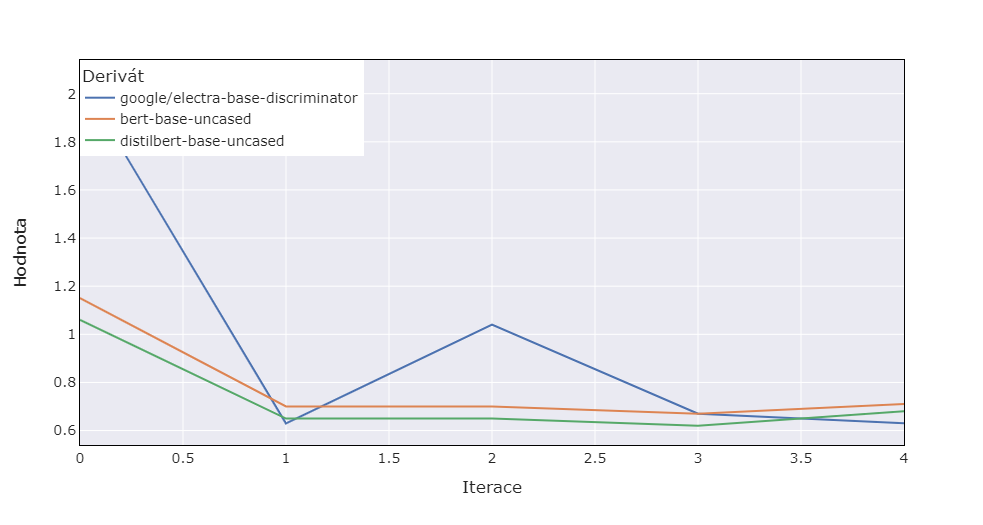 Derivát
google/electra-base-discriminator
bert-base-uncased
distilbert-base-uncased
2
1.8
1.6
1.4
1.2
1
0.8
0.6
Hodnota
0
0.5
1
1.5
2
2.5
3
3.5
4
Iterace